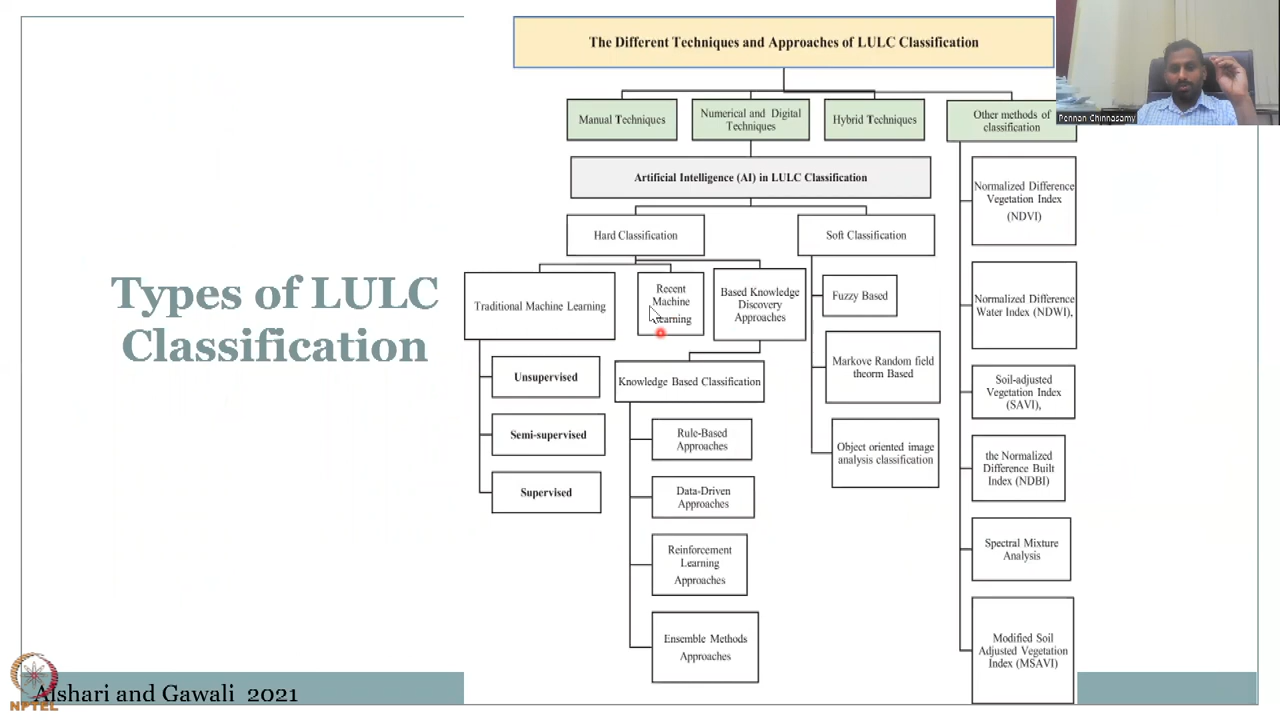 The Different Techniques and Approaches of LULC Classification
Pennan Chinnasamy
Manual Techniques
Numerical and Digital
Techniques
Hybrid Techniques
Other methods of
classification
Artificial Intelligence (AI) in LULC Classification
Hard Classification
Soft Classification
Traditional Machine Learning
Recent
Machine
Learning
Based Knowledge
Discovery
Approaches
Unsupervised
Semi-supervised
Supervised
Knowledge Based Classification
Rule-Based
Approaches
Data-Driven
Approaches
Reinforcement
Learning
Approaches
Ensemble Methods
Approaches
Fuzzy Based
Markove Random field
theorm Based
Object oriented image
analysis classification
Normalized Difference
Vegetation Index
(NDVI)
Normalized Difference
Water Index (NDWI),
Soil-adjusted
Vegetation Index
(SAVI),
the Normalized
Difference Built
Index (NDBI)
Spectral Mixture
Analysis
Modified Soil
Adjusted Vegetation
Index (MSAVI)
Types of LULC
Classification
Alshari and Gawali 2021
NPTEL